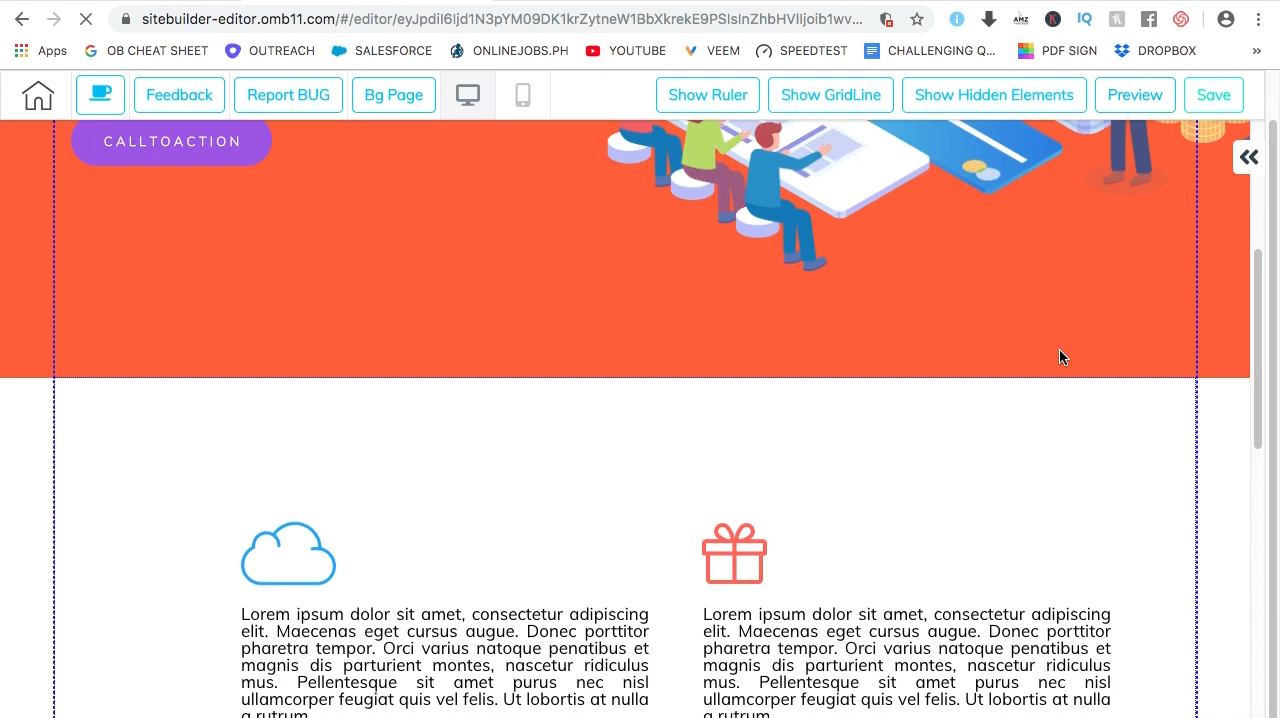 sitebuilder-editor.omb11.com/#/editor/eyJpdiI6Ijd1N3pYM09DK1krZytneW1BbXkrekE9PSIsInZhbHVlIjoib1wv...
AMZ K IQ
Apps OB CHEAT SHEET OUTREACH SALESFORCE ONLINEJOBS.PH YOUTUBE VEEM SPEEDTEST CHALLENGING Q... PDF SIGN DROPBOX »
Feedback Report BUG Bg Page Show Ruler Show GridLine Show Hidden Elements Preview Save
CALLTOACTION
Lorem ipsum dolor sit amet, consectetur adipiscing
elit. Maecenas eget cursus augue. Donec porttitor
pharetra tempor. Orci varius natoque penatibus et
magnis dis parturient montes, nascetur ridiculus
mus. Pellentesque sit amet purus nec nisl
ullamcorper feugiat quis vel felis. Ut lobortis at nulla
a rutrum.
Lorem ipsum dolor sit amet, consectetur adipiscing
elit. Maecenas eget cursus augue. Donec porttitor
pharetra tempor. Orci varius natoque penatibus et
magnis dis parturient montes, nascetur ridiculus
mus. Pellentesque sit amet purus nec nisl
ullamcorper feugiat quis vel felis. Ut lobortis at nulla
a rutrum.